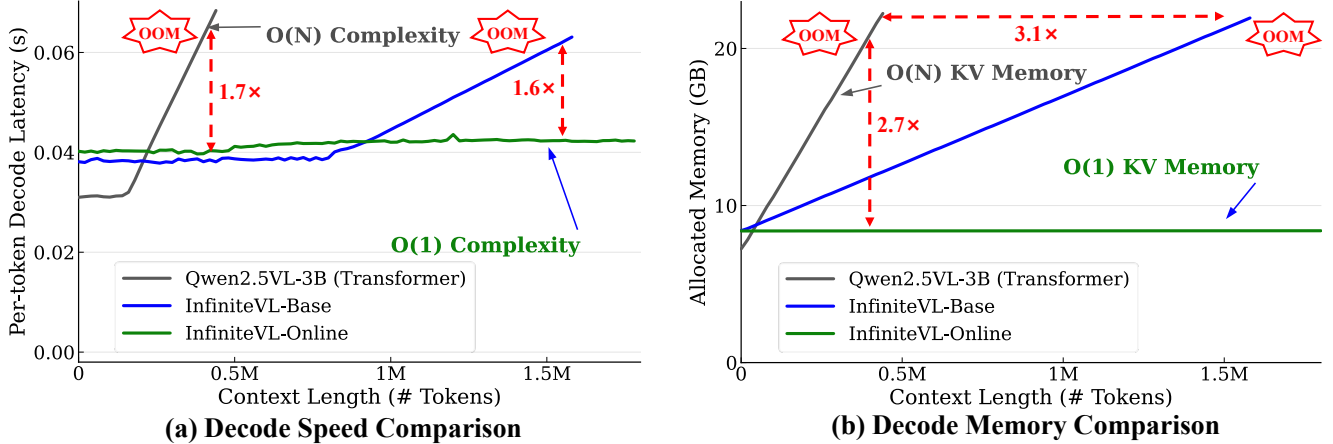 Per-token Decode Latency (s)
0.06
0.04
0.02
0.00
OOM
O(N) Complexity
OOM
1.7×
1.6×
O(1) Complexity
Qwen2.5VL-3B (Transformer)
InfiniteVL-Base
InfiniteVL-Online
0
0.5M
1M
1.5M
Context Length (# Tokens)
(a) Decode Speed Comparison
Allocated Memory (GB)
20
10
0
OOM
3.1×
OOM
O(N) KV Memory
2.7×
O(1) KV Memory
Qwen2.5VL-3B (Transformer)
InfiniteVL-Base
InfiniteVL-Online
0
0.5M
1M
1.5M
Context Length (# Tokens)
(b) Decode Memory Comparison